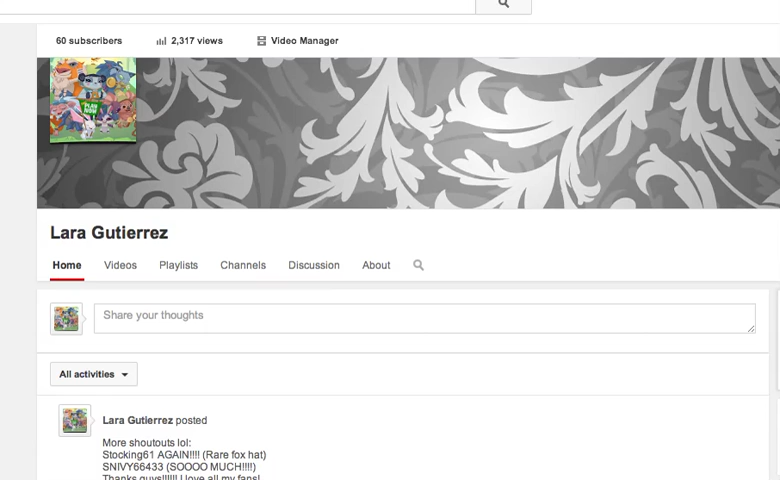 60 subscribers 2,317 views Video Manager
PLAY NOW
Lara Gutierrez
Home Videos Playlists Channels Discussion About
Share your thoughts
All activities
Lara Gutierrez posted
More shoutouts lol:
Stocking61 AGAIN!!!! (Rare fox hat)
SNIVY66433 (SOOOO MUCH!!!!)
Thanks guys!!!!!! I love all my fans!